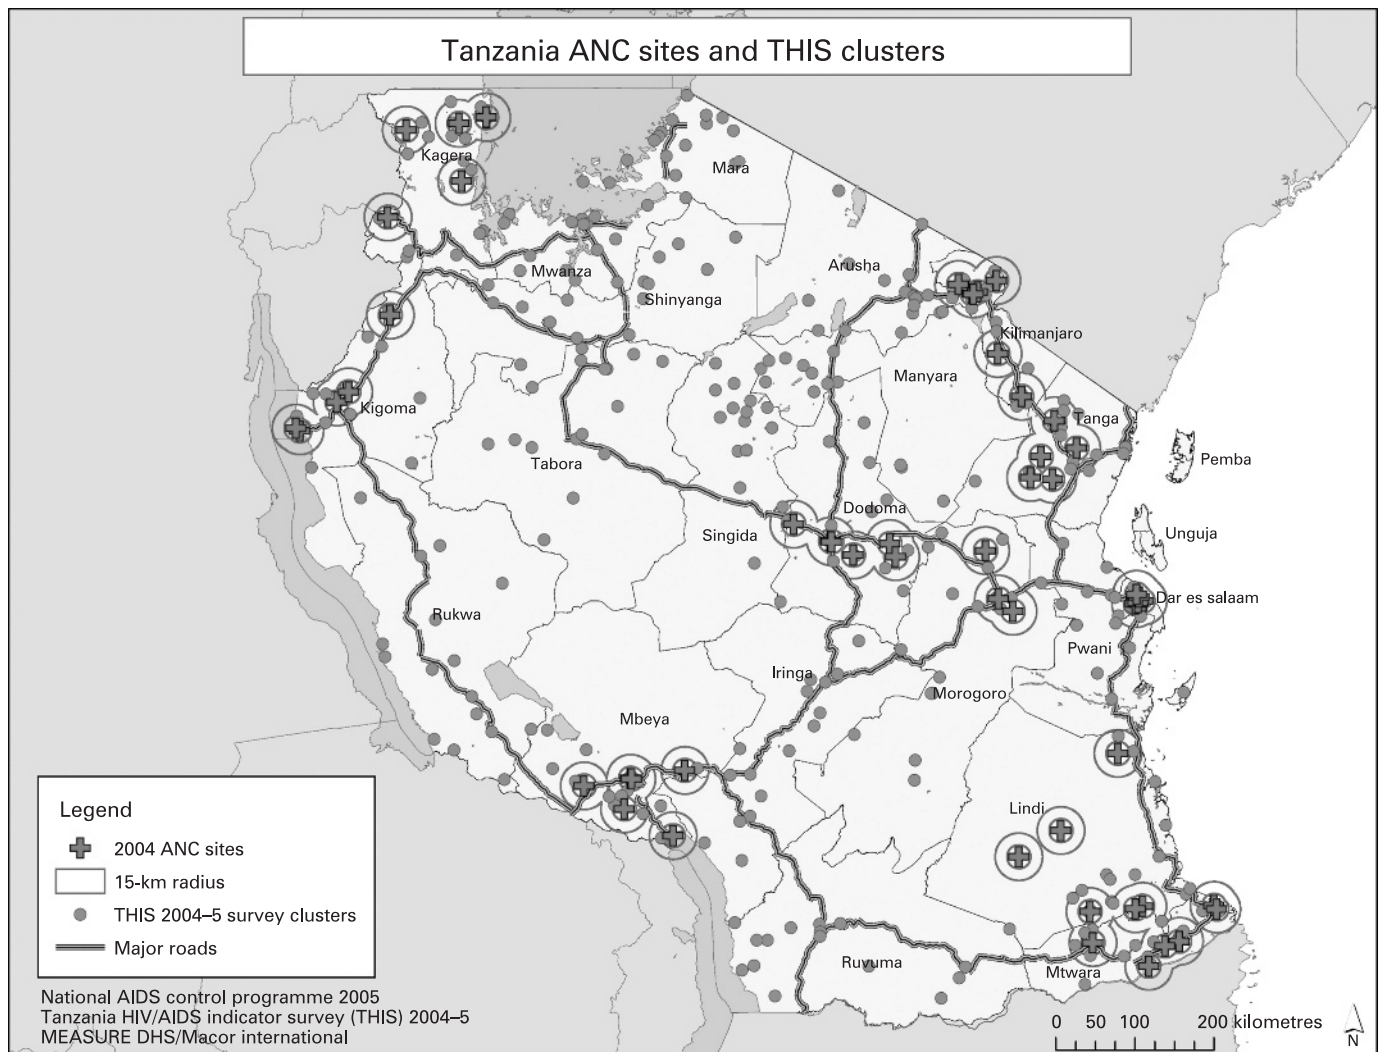 Tanzania ANC sites and THIS clusters
Kagera
Mara
Mwanza
Arusha
Shinyanga
Kilimanjaro
Manyara
Kigoma
Tanga
Tabora
Pemba
Dodoma
Singida
Unguja
Rukwa
Dar es salaam
Pwani
Iringa
Morogoro
Mbeya
Lindi
Ruvuma
Mtwara
Legend
2004 ANC sites
15-km radius
THIS 2004–5 survey clusters
Major roads
National AIDS control programme 2005
Tanzania HIV/AIDS indicator survey (THIS) 2004–5
MEASURE DHS/Macor international
0 50 100 200 kilometres
N